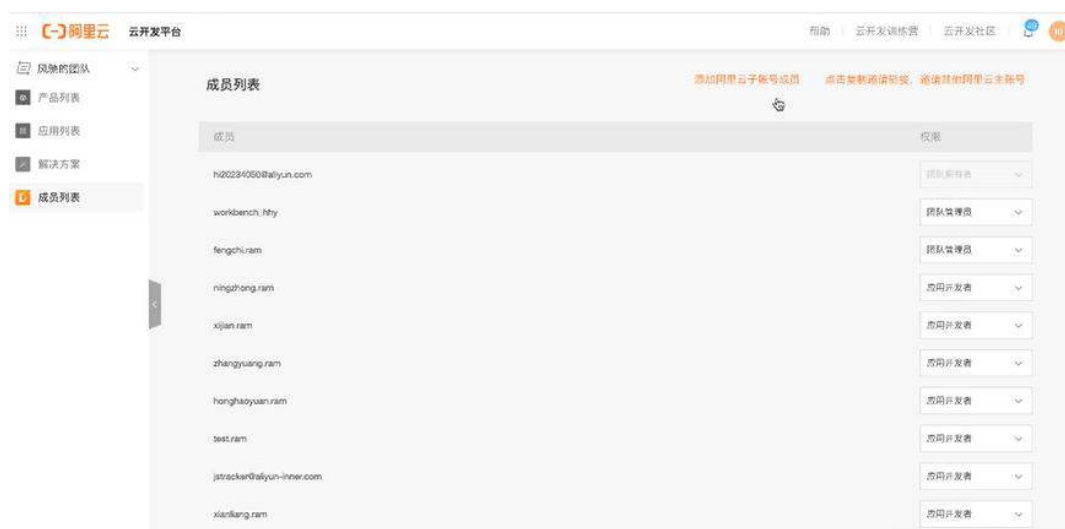 阿里云 云开发平台 帮助 云开发训练营 云开发社区 49
风驰的团队
产品列表
应用列表
解决方案
成员列表
成员列表 添加阿里云子账号成员 点击复制邀请链接，邀请其他阿里云主账号
成员 权限
hi20234050@aliyun.com 团队所有者
workbench_hhy 团队管理员
fengchi.ram 团队管理员
ningzhong.ram 应用开发者
xijian.ram 应用开发者
zhangyuang.ram 应用开发者
honghaoyuan.ram 应用开发者
test.ram 应用开发者
jstracker@aliyun-inner.com 应用开发者
xianliang.ram 应用开发者